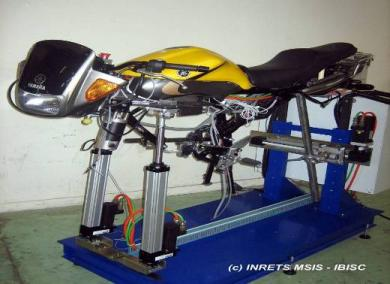 YAMAHA
(c) INRETS MSIS - IBISC